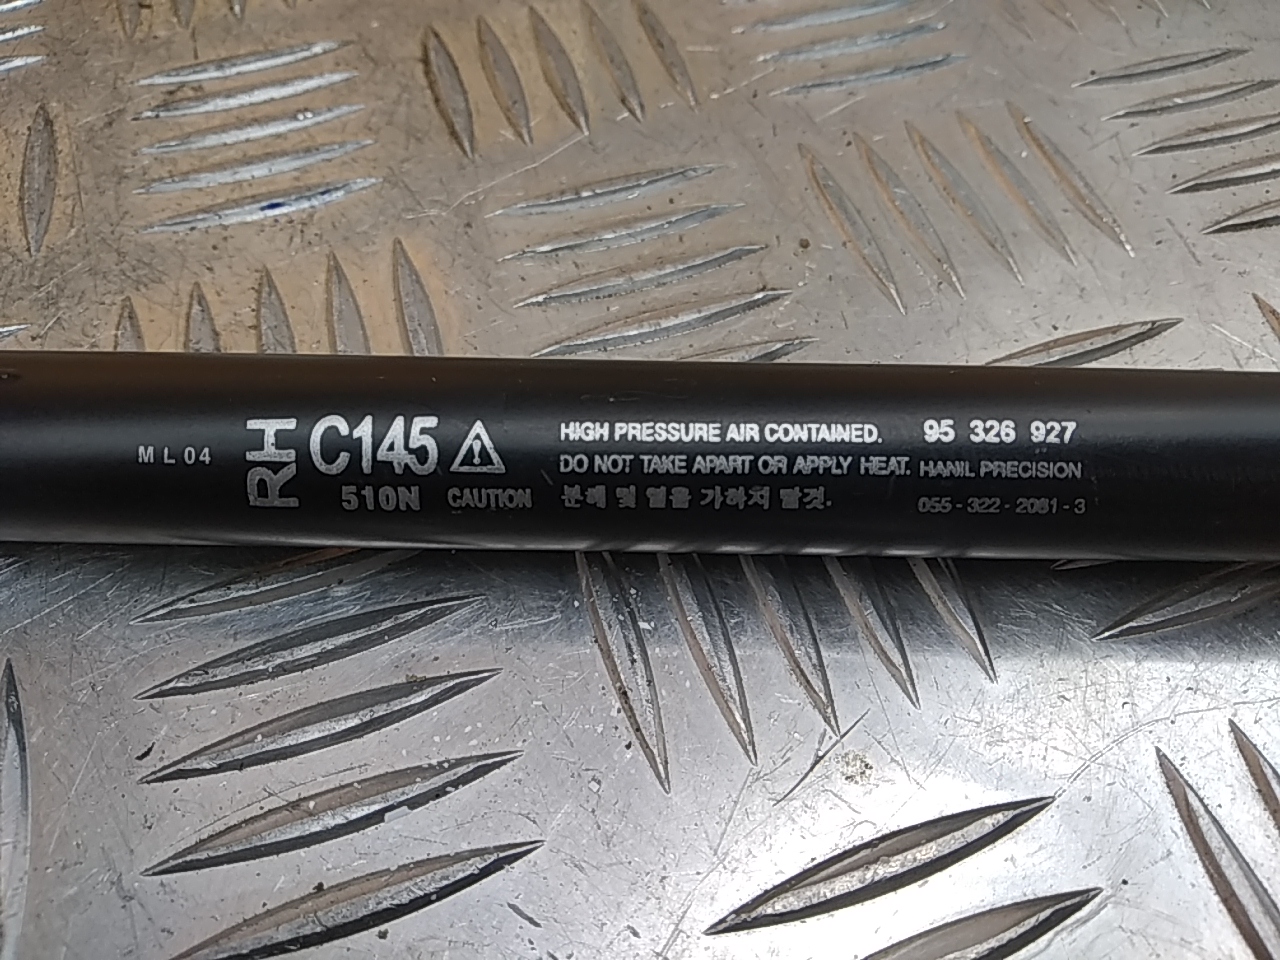 ML04
RH
C145
510N
CAUTION
HIGH PRESSURE AIR CONTAINED.
DO NOT TAKE APART OR APPLY HEAT.
분해 및 열을 가하지 말것.
95 326 927
HANIL PRECISION
055-322-2081-3